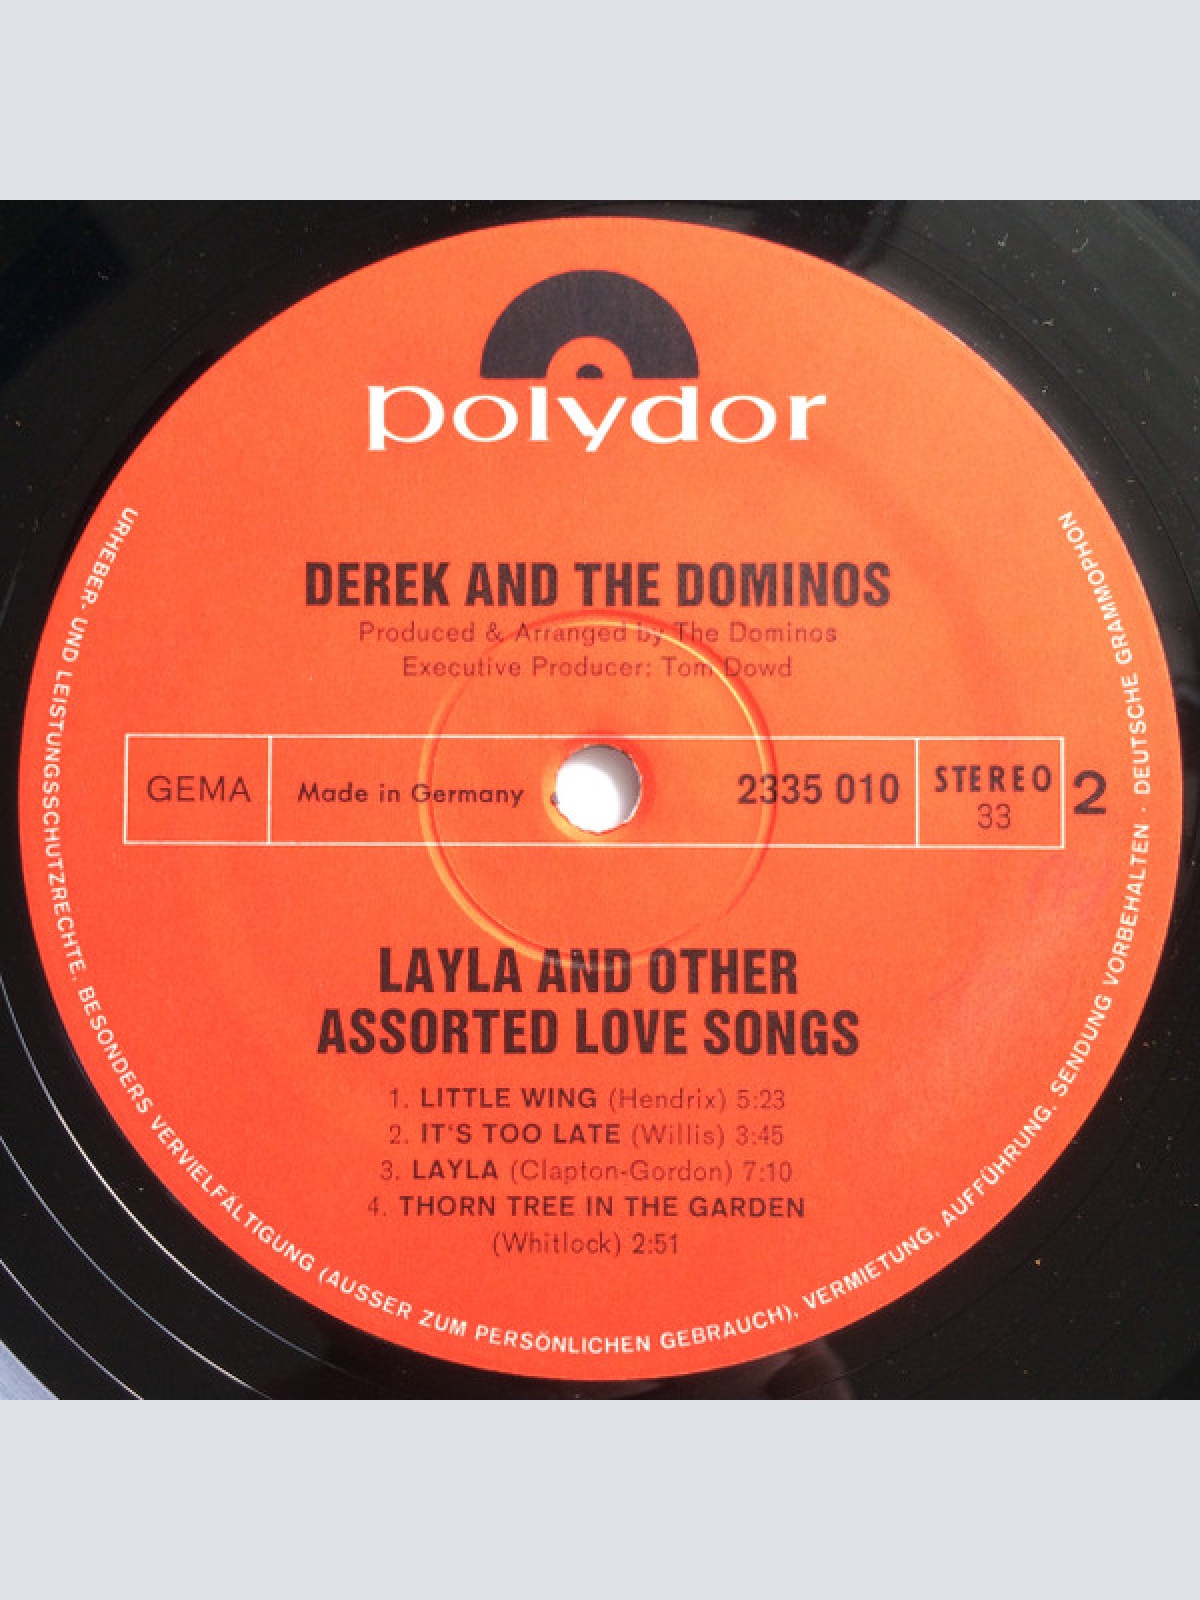 polydor
DEREK AND THE DOMINOS
Produced & Arranged by The Dominos
Executive Producer: Tom Dowd
GEMA
Made in Germany
2335 010
STEREO
33
2
LAYLA AND OTHER
ASSORTED LOVE SONGS
1. LITTLE WING (Hendrix) 5:23
2. IT'S TOO LATE (Willis) 3:45
3. LAYLA (Clapton-Gordon) 7:10
4. THORN TREE IN THE GARDEN
(Whitlock) 2:51
URHEBER- UND LEISTUNGSSCHUTZRECHTE, BESONDERS VERVIELFÄLTIGUNG (AUSSER ZUM PERSÖNLICHEN GEBRAUCH), VERMIETUNG, AUFFÜHRUNG, SENDUNG VORBEHALTEN · DEUTSCHE GRAMMOPHON